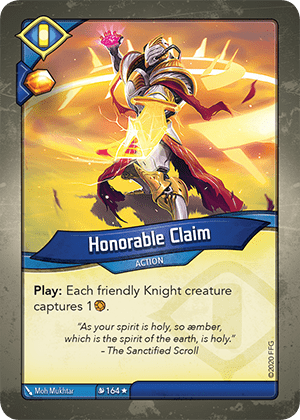 Honorable Claim
ACTION
Play: Each friendly Knight creature
captures 1.
"As your spirit is holy, so æmber,
which is the spirit of the earth, is holy."
- The Sanctified Scroll
©2020 FFG
Moh Mukhtar
164★